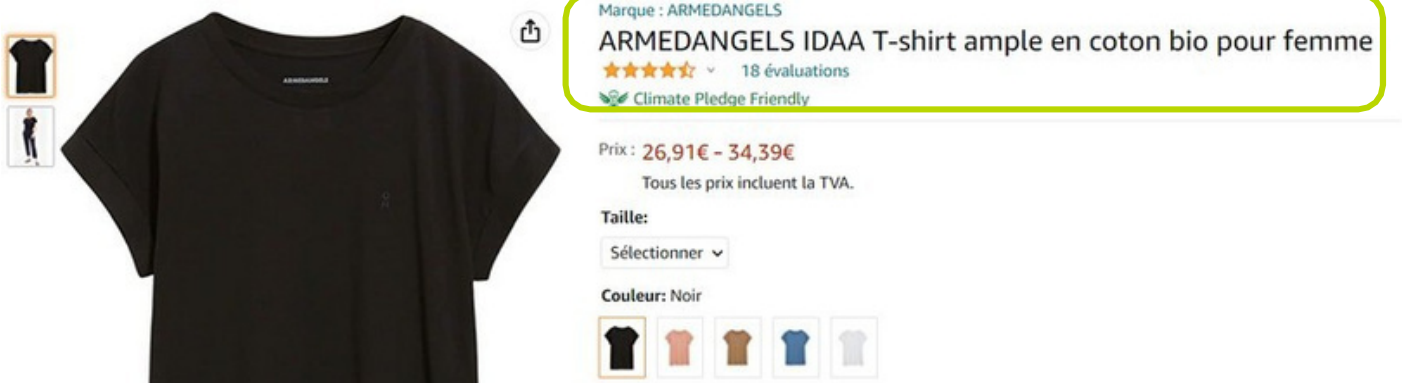 Marque : ARMEDANGELS
ARMEDANGELS IDAA T-shirt ample en coton bio pour femme
18 évaluations
Climate Pledge Friendly
Prix : 26,91€ - 34,39€
Tous les prix incluent la TVA.
Taille:
Sélectionner
Couleur: Noir
ARMEDANGELS